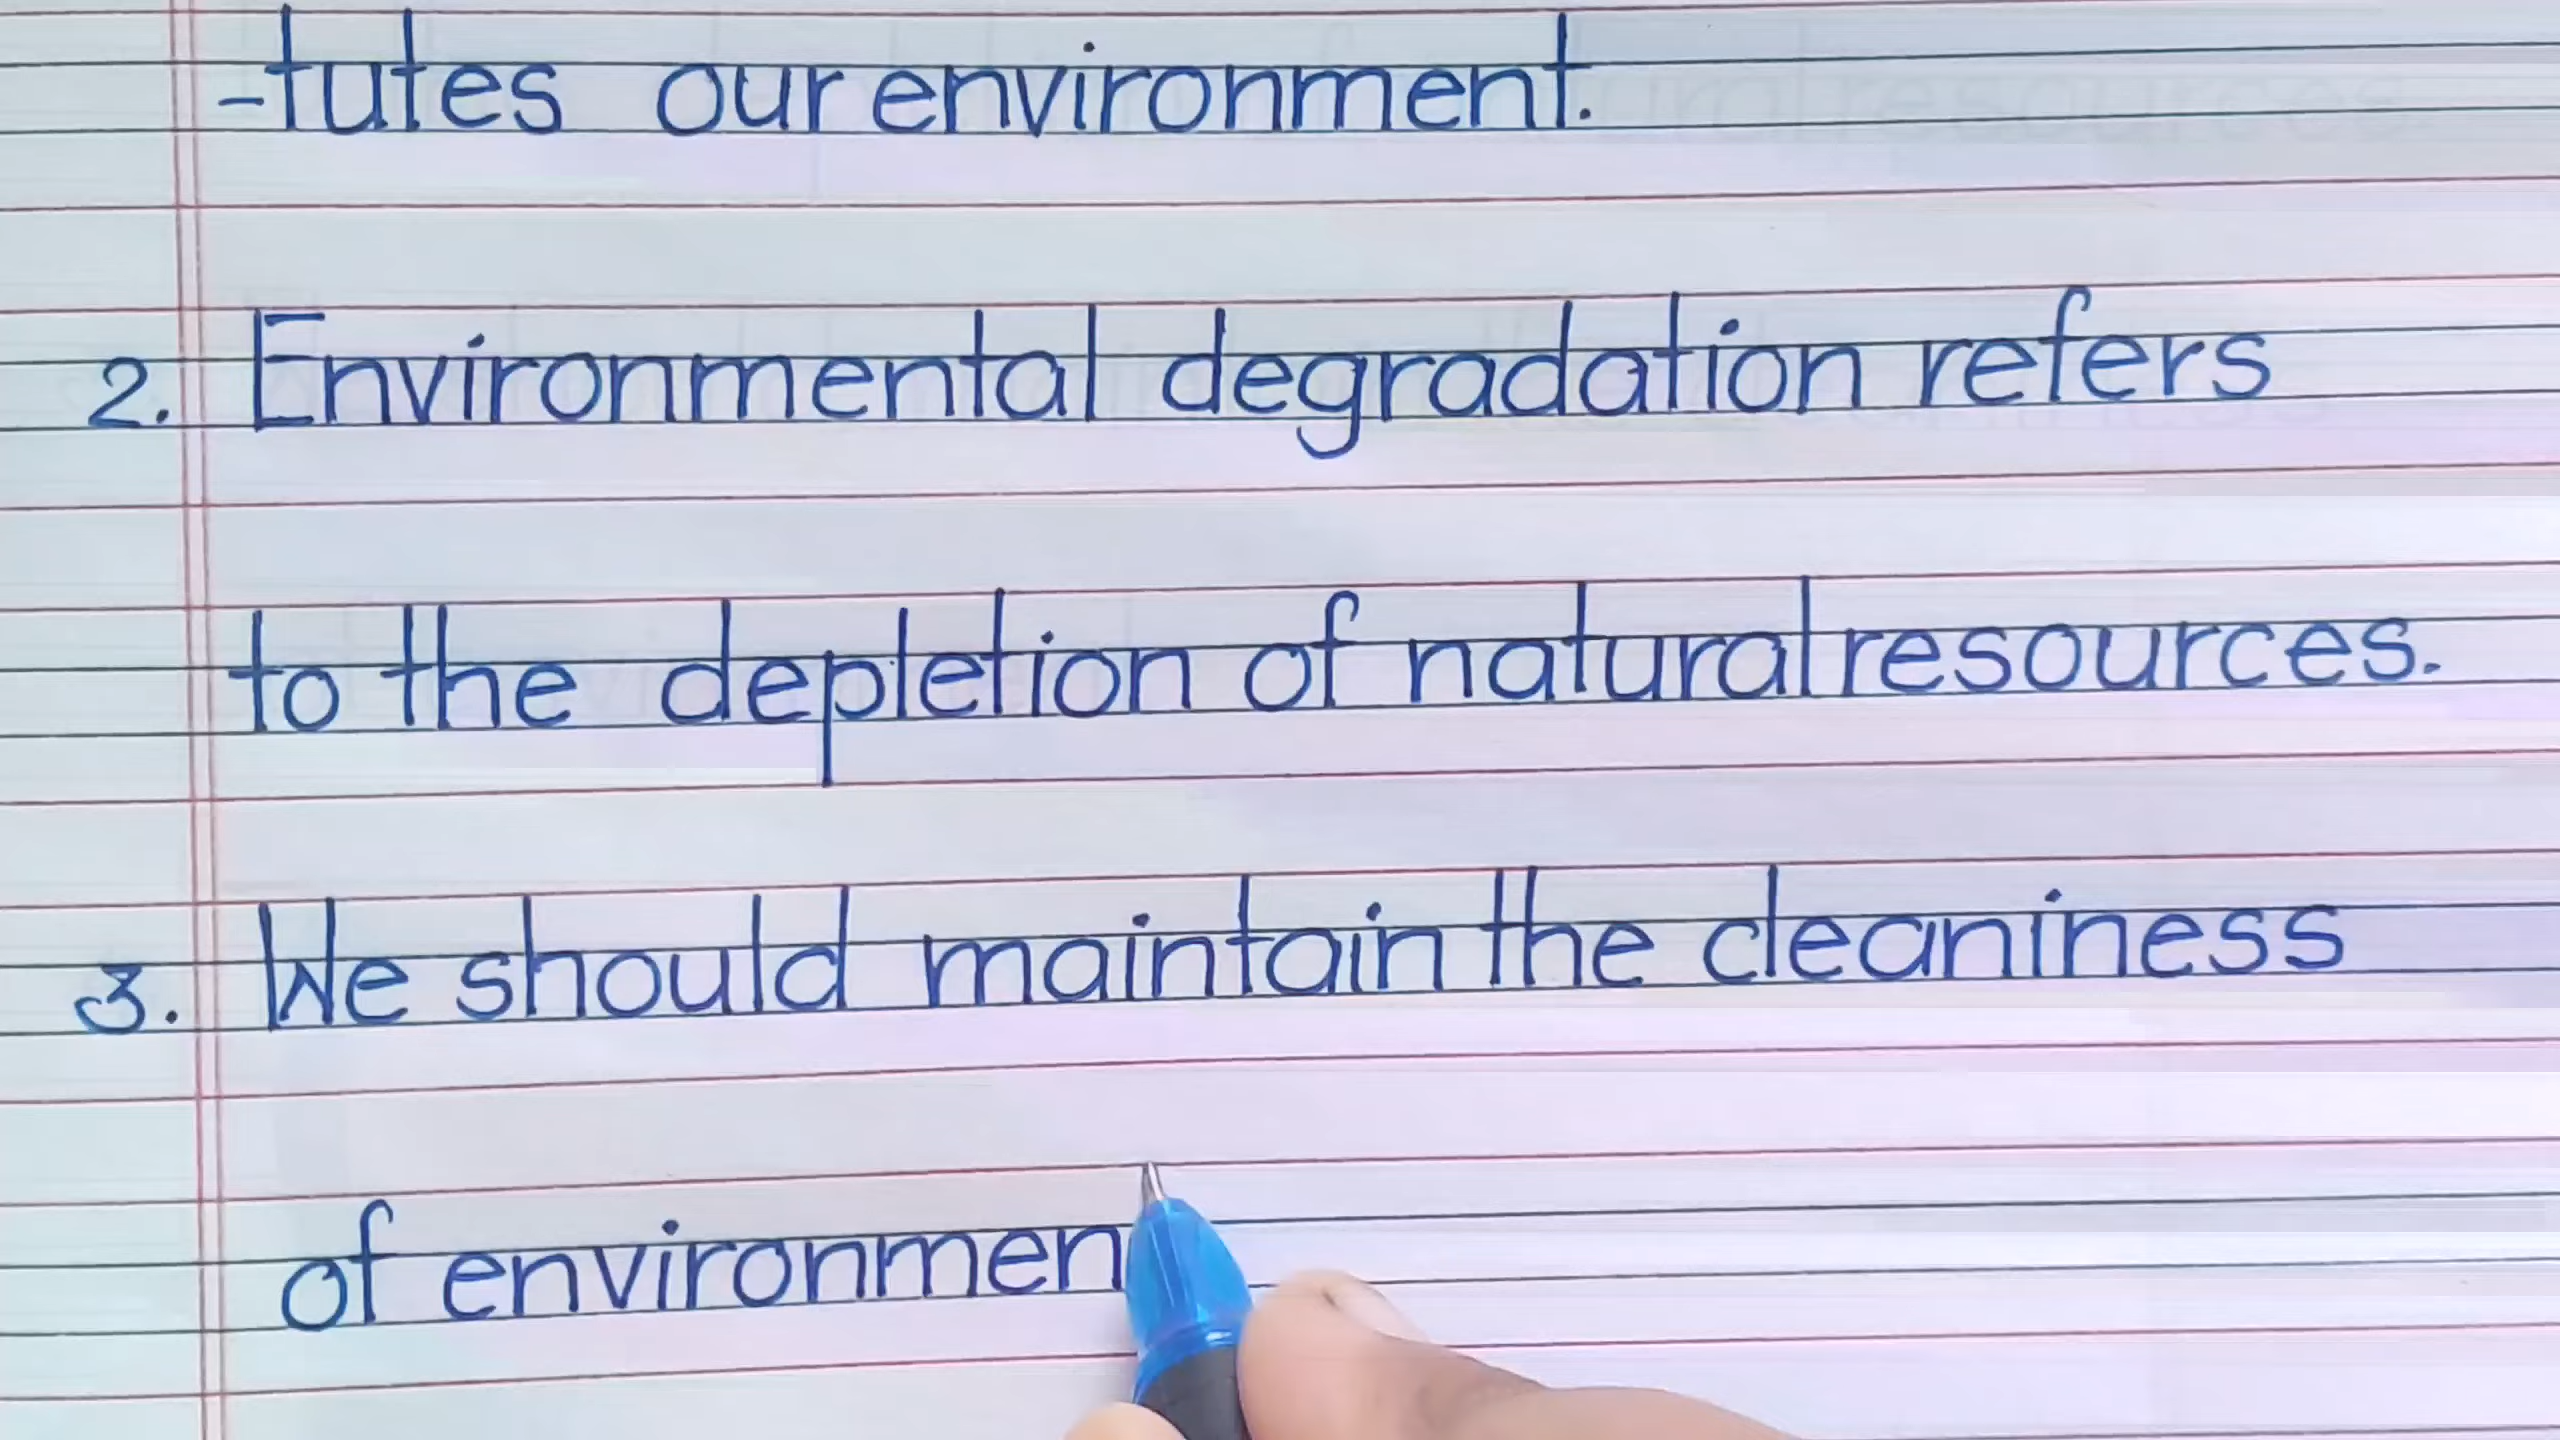 -tutes our environment.
2. Environmental degradation refers
to the depletion of natural resources.
3. We should maintain the cleaniness
of environmen